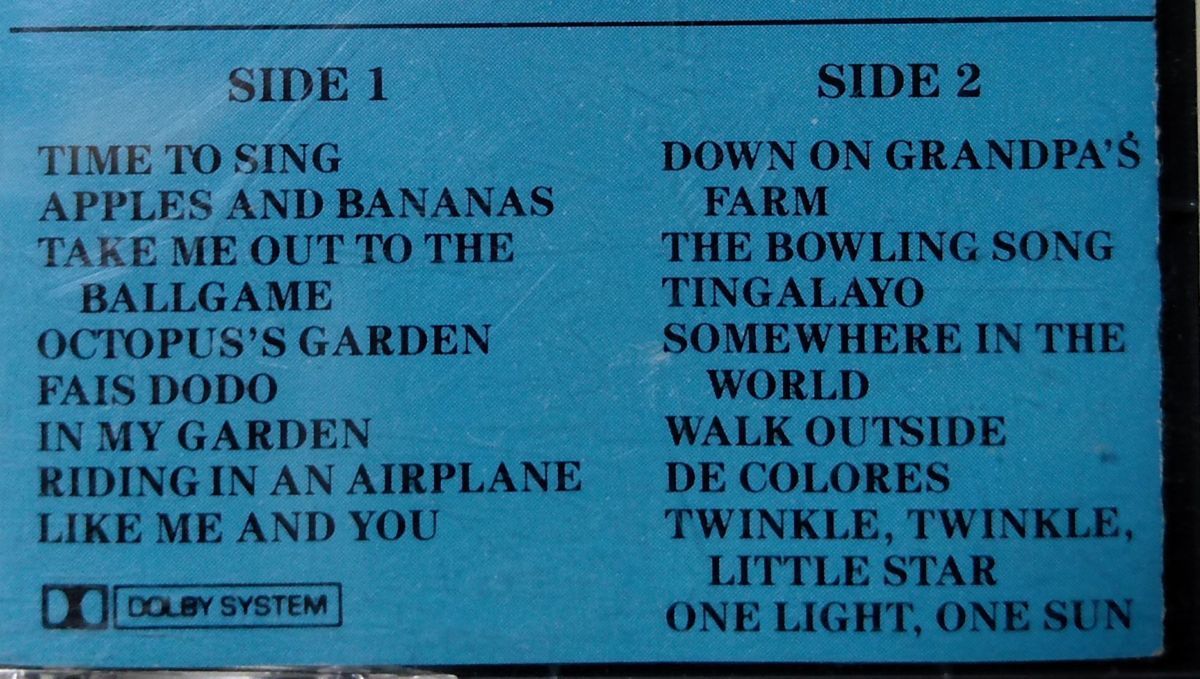 SIDE 1
TIME TO SING
APPLES AND BANANAS
TAKE ME OUT TO THE
BALLGAME
OCTOPUS'S GARDEN
FAIS DODO
IN MY GARDEN
RIDING IN AN AIRPLANE
LIKE ME AND YOU
DOLBY SYSTEM
SIDE 2
DOWN ON GRANDPA'S
FARM
THE BOWLING SONG
TINGALAYO
SOMEWHERE IN THE
WORLD
WALK OUTSIDE
DE COLORES
TWINKLE, TWINKLE,
LITTLE STAR
ONE LIGHT, ONE SUN